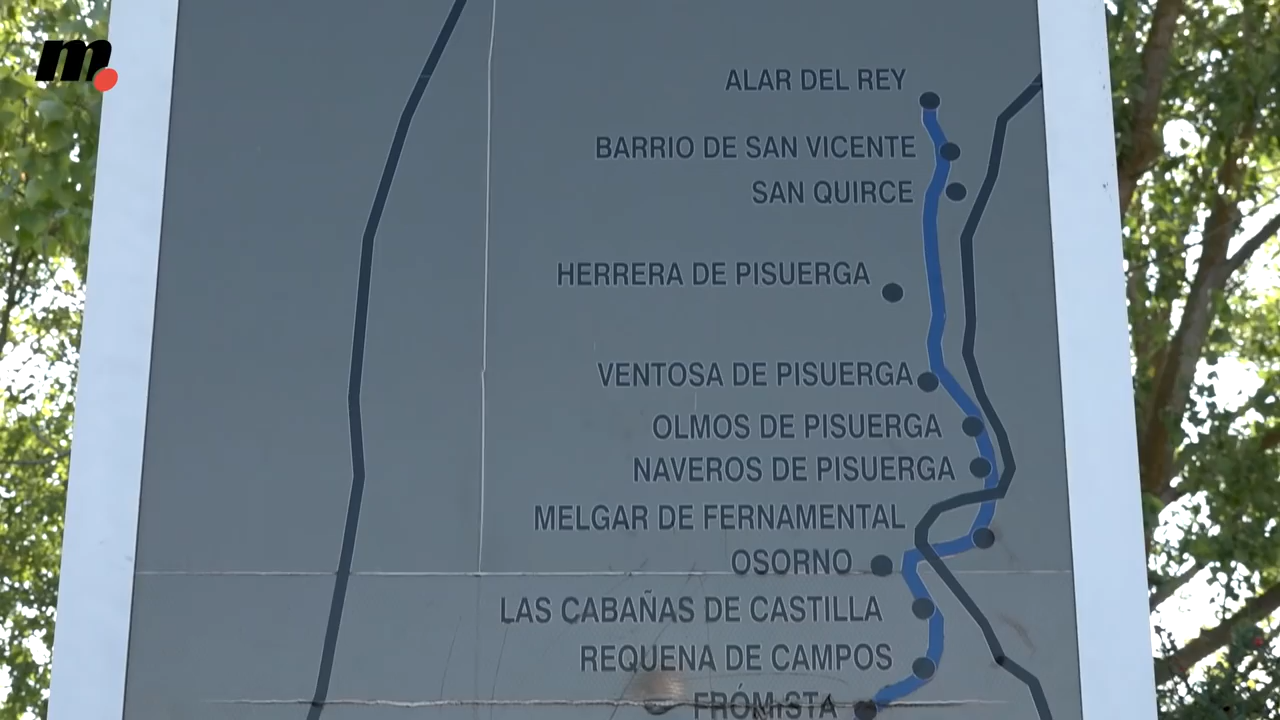 m.
ALAR DEL REY
BARRIO DE SAN VICENTE
SAN QUIRCE
HERRERA DE PISUERGA
VENTOSA DE PISUERGA
OLMOS DE PISUERGA
NAVEROS DE PISUERGA
MELGAR DE FERNAMENTAL
OSORNO
LAS CABAÑAS DE CASTILLA
REQUENA DE CAMPOS
FRÓMISTA